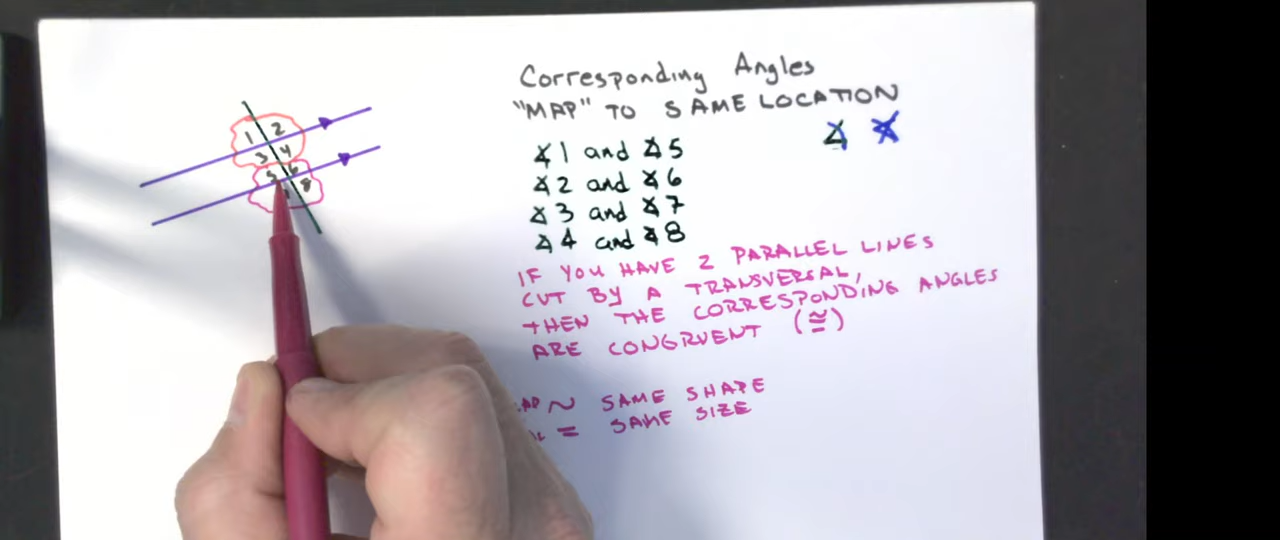 Corresponding Angles
"MAP" TO SAME LOCATION
∡1 and ∡5
∡2 and ∡6
∡3 and ∡7
∡4 and ∡8
∡ ∡
IF YOU HAVE 2 PARALLEL LINES
CUT BY A TRANSVERSAL,
THEN THE CORRESPONDING ANGLES
ARE CONGRUENT (≅)
~ SAME SHAPE
= SAME SIZE
1 2
3 4
5 6
8